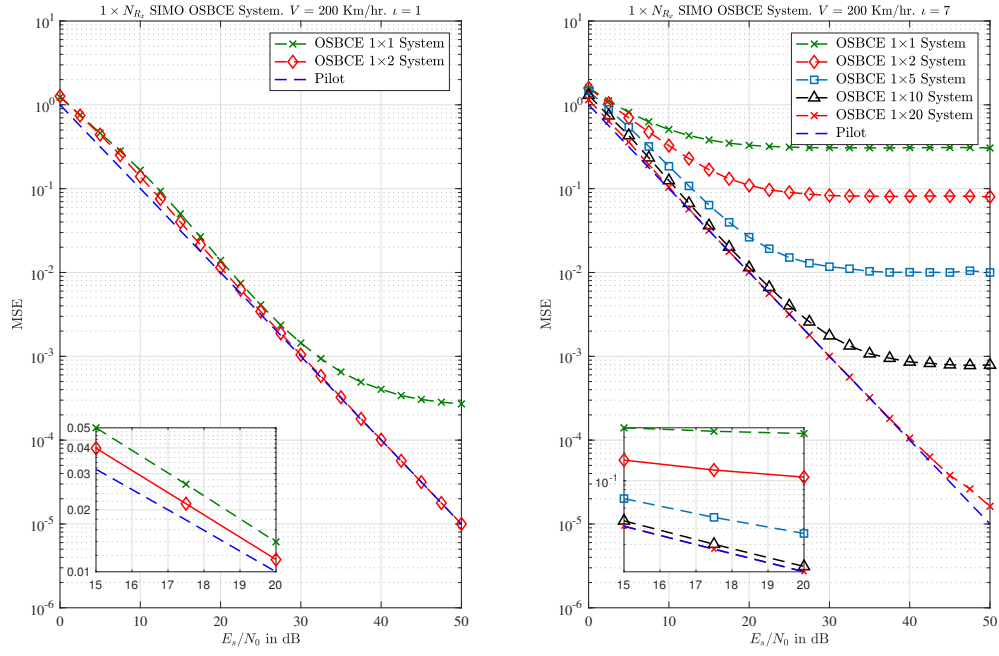 1 × N_{R_x} SIMO OSBCE System. V = 200 Km/hr. ι = 1
OSBCE 1×1 System
OSBCE 1×2 System
Pilot
10^1
10^0
10^{-1}
10^{-2}
10^{-3}
10^{-4}
10^{-5}
10^{-6}
MSE
0.05
0.04
0.03
0.02
0.01
15 16 17 18 19 20
0 10 20 30 40 50
E_s/N_0 in dB
1 × N_{R_x} SIMO OSBCE System. V = 200 Km/hr. ι = 7
OSBCE 1×1 System
OSBCE 1×2 System
OSBCE 1×5 System
OSBCE 1×10 System
OSBCE 1×20 System
Pilot
10^1
10^0
10^{-1}
10^{-2}
10^{-3}
10^{-4}
10^{-5}
10^{-6}
MSE
10^{-1}
15 16 17 18 19 20
0 10 20 30 40 50
E_s/N_0 in dB